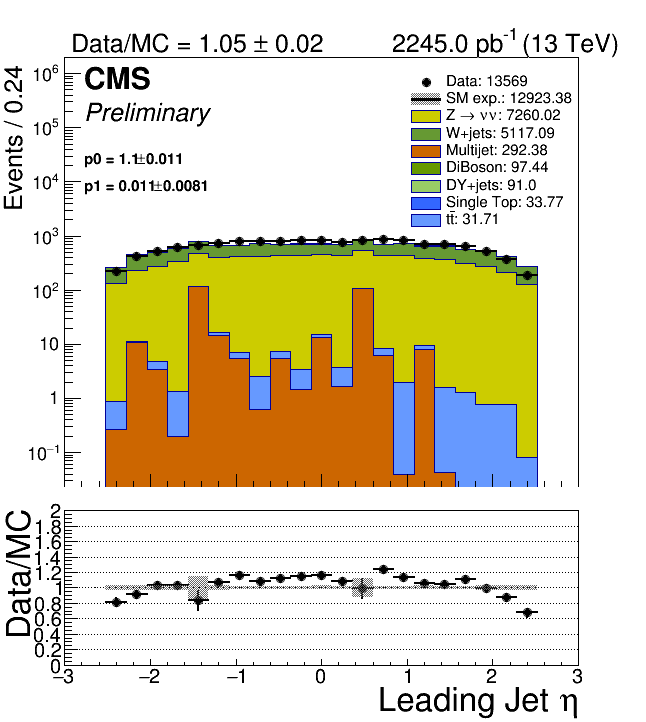 Data/MC = 1.05 ± 0.02
2245.0 pb⁻¹ (13 TeV)
Events / 0.24
CMS
Preliminary
p0 = 1.1±0.011
p1 = 0.011±0.0081
Data: 13569
SM exp.: 12923.38
Z → νν: 7260.02
W+jets: 5117.09
Multijet: 292.38
DiBoson: 97.44
DY+jets: 91.0
Single Top: 33.77
tt̄: 31.71
10⁶
10⁵
10⁴
10³
10²
10
1
10⁻¹
Data/MC
2
1.8
1.6
1.4
1.2
1
0.8
0.6
0.4
0.2
0
−3 −2 −1 0 1 2 3
Leading Jet η